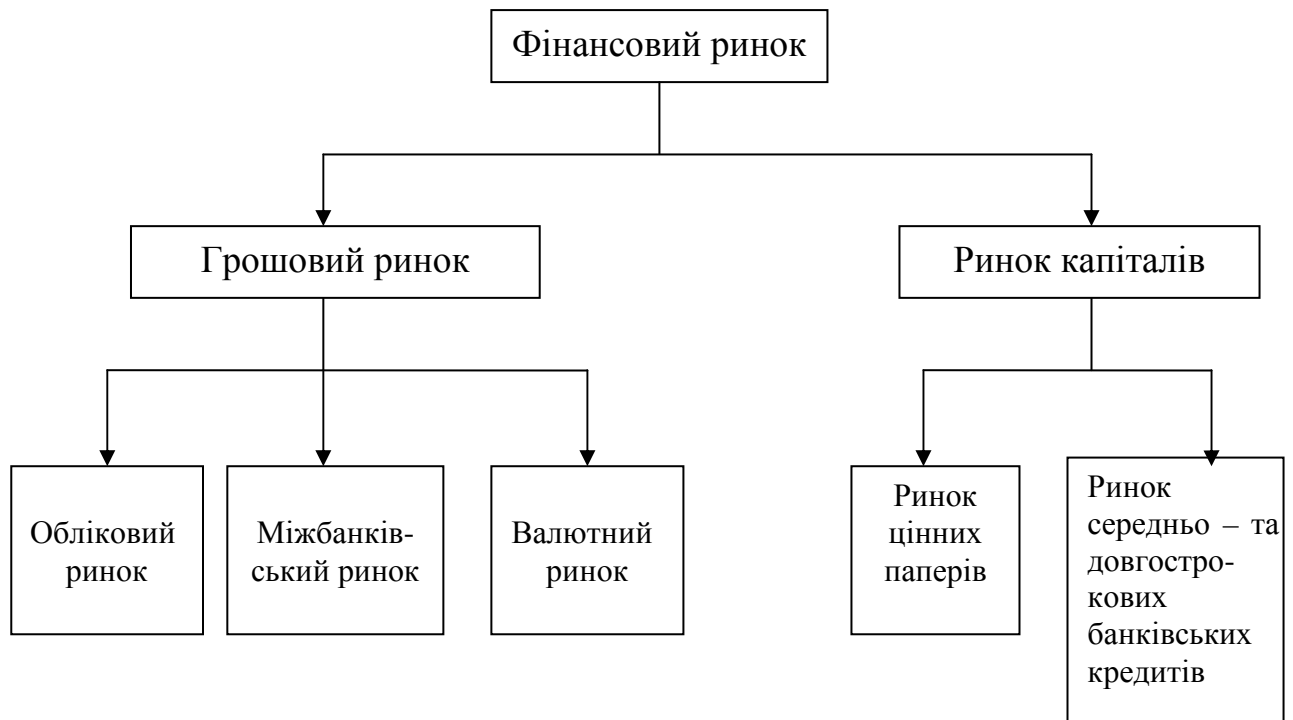 Фінансовий ринок
Грошовий ринок
Ринок капіталів
Обліковий
ринок
Міжбанків-
ський ринок
Валютний
ринок
Ринок
цінних
паперів
Ринок
середньо – та
довгостро-
кових
банківських
кредитів